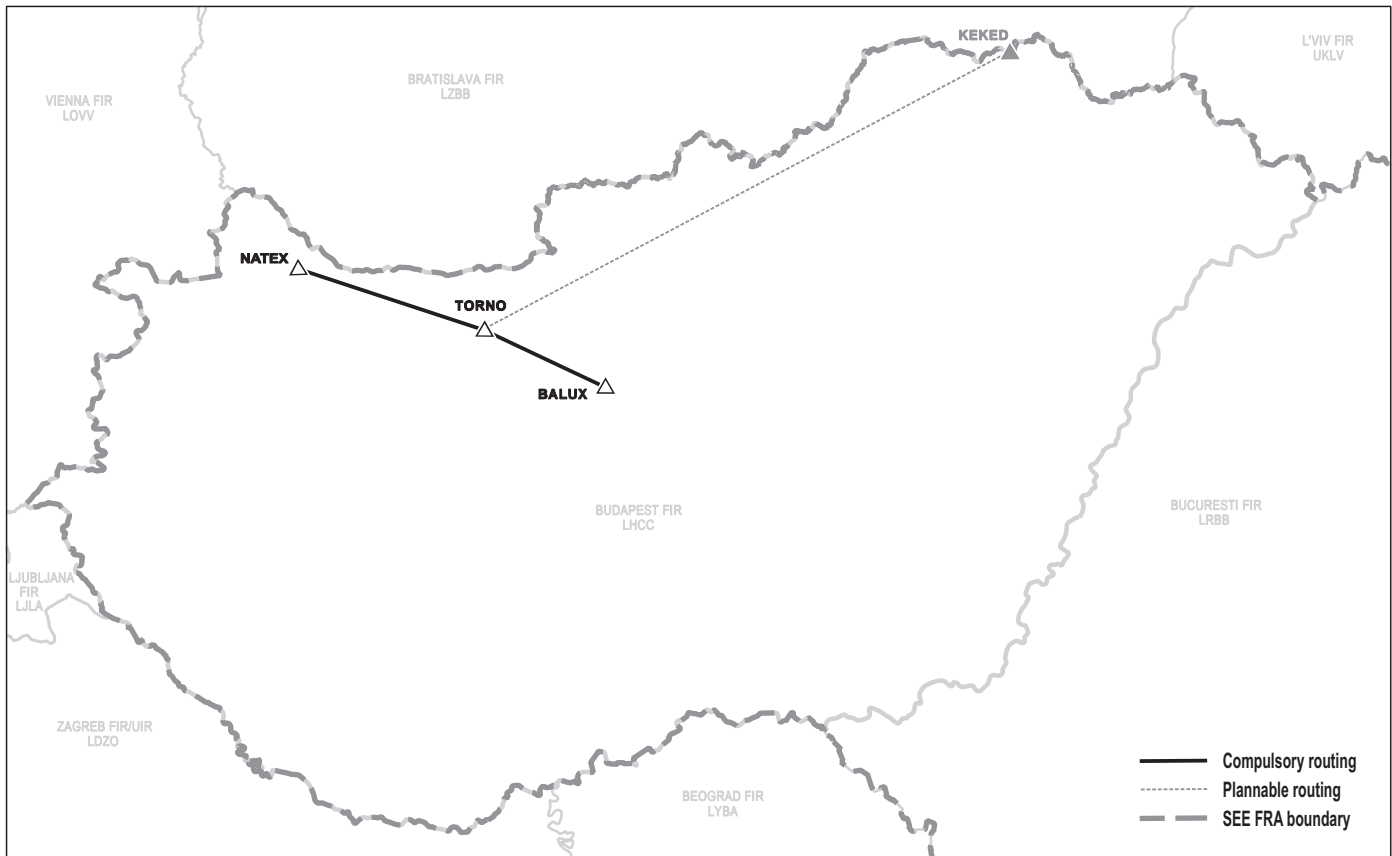 KEKED
L'VIV FIR
UKLV
BRATISLAVA FIR
LZBB
VIENNA FIR
LOVV
NATEX
TORNO
BALUX
BUDAPEST FIR
LHCC
BUCURESTI FIR
LRBB
LJUBLJANA
FIR
LJLA
ZAGREB FIR/UIR
LDZO
BEOGRAD FIR
LYBA
Compulsory routing
Plannable routing
SEE FRA boundary